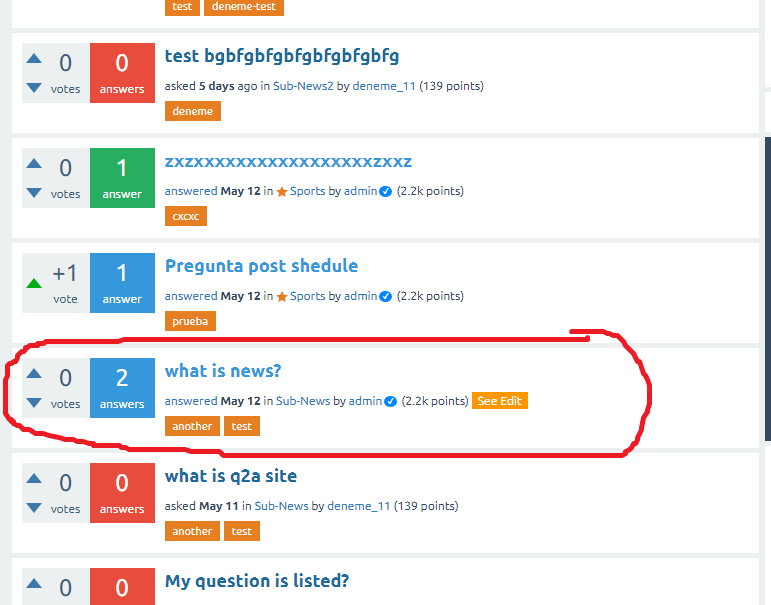 test deneme-test
0 0 test bgbfgbfgbfgbfgbfgbfg
votes answers asked 5 days ago in Sub-News2 by deneme_11 (139 points)
deneme
0 1 zxzxxxxxxxxxxxxxxxxxzxxz
votes answer answered May 12 in Sports by admin (2.2k points)
cxcxc
+1 1 Pregunta post shedule
vote answer answered May 12 in Sports by admin (2.2k points)
prueba
0 2 what is news?
votes answers answered May 12 in Sub-News by admin (2.2k points) See Edit
another test
0 0 what is q2a site
votes answers asked May 11 in Sub-News by deneme_11 (139 points)
another test
0 0 My question is listed?